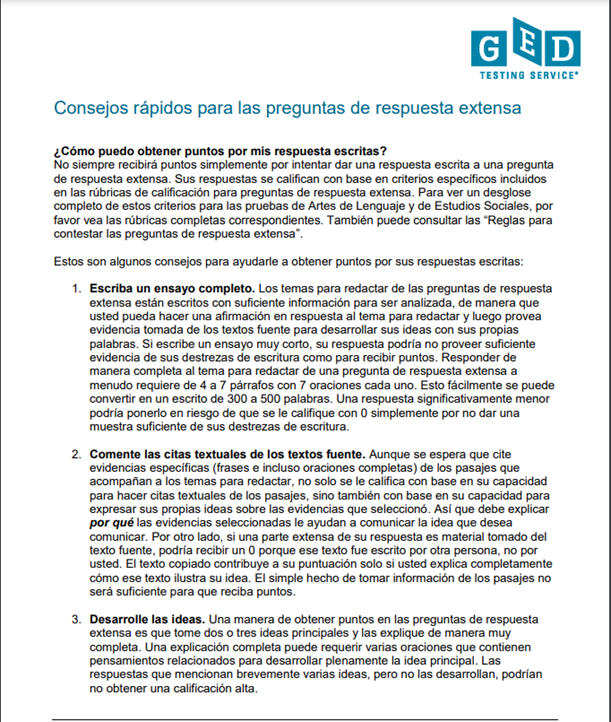 GED
TESTING SERVICE®
Consejos rápidos para las preguntas de respuesta extensa
¿Cómo puedo obtener puntos por mis respuesta escritas?
No siempre recibirá puntos simplemente por intentar dar una respuesta escrita a una pregunta
de respuesta extensa. Sus respuestas se califican con base en criterios específicos incluidos
en las rúbricas de calificación para preguntas de respuesta extensa. Para ver un desglose
completo de estos criterios para las pruebas de Artes de Lenguaje y de Estudios Sociales, por
favor vea las rúbricas completas correspondientes. También puede consultar las “Reglas para
contestar las preguntas de respuesta extensa”.
Estos son algunos consejos para ayudarle a obtener puntos por sus respuestas escritas:
1. Escriba un ensayo completo. Los temas para redactar de las preguntas de respuesta
extensa están escritos con suficiente información para ser analizada, de manera que
usted pueda hacer una afirmación en respuesta al tema para redactar y luego provea
evidencia tomada de los textos fuente para desarrollar sus ideas con sus propias
palabras. Si escribe un ensayo muy corto, su respuesta podría no proveer suficiente
evidencia de sus destrezas de escritura como para recibir puntos. Responder de
manera completa al tema para redactar de una pregunta de respuesta extensa a
menudo requiere de 4 a 7 párrafos con 7 oraciones cada uno. Esto fácilmente se puede
convertir en un escrito de 300 a 500 palabras. Una respuesta significativamente menor
podría ponerlo en riesgo de que se le califique con 0 simplemente por no dar una
muestra suficiente de sus destrezas de escritura.
2. Comente las citas textuales de los textos fuente. Aunque se espera que cite
evidencias específicas (frases e incluso oraciones completas) de los pasajes que
acompañan a los temas para redactar, no solo se le califica con base en su capacidad
para hacer citas textuales de los pasajes, sino también con base en su capacidad para
expresar sus propias ideas sobre las evidencias que seleccionó. Así que debe explicar
por qué las evidencias seleccionadas le ayudan a comunicar la idea que desea
comunicar. Por otro lado, si una parte extensa de su respuesta es material tomado del
texto fuente, podría recibir un 0 porque ese texto fue escrito por otra persona, no por
usted. El texto copiado contribuye a su puntuación solo si usted explica completamente
cómo ese texto ilustra su idea. El simple hecho de tomar información de los pasajes no
será suficiente para que reciba puntos.
3. Desarrolle las ideas. Una manera de obtener puntos en las preguntas de respuesta
extensa es que tome dos o tres ideas principales y las explique de manera muy
completa. Una explicación completa puede requerir varias oraciones que contienen
pensamientos relacionados para desarrollar plenamente la idea principal. Las
respuestas que mencionan brevemente varias ideas, pero no las desarrollan, podrían
no obtener una calificación alta.